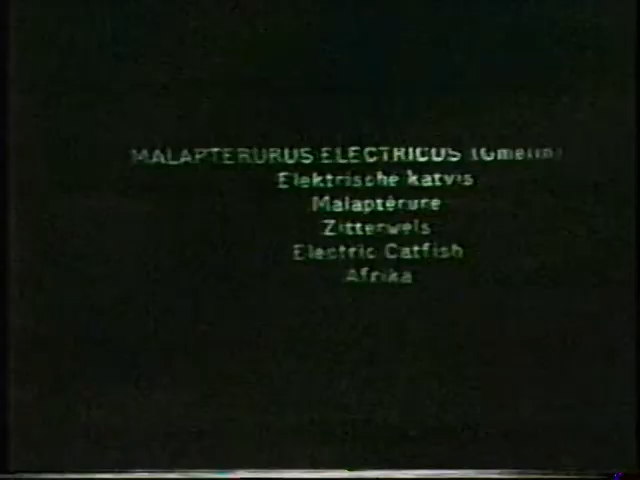 MALAPTERURUS ELECTRICUS (Gmelin)
Elektrische katvis
Malaptérure
Zitterwels
Electric Catfish
Afrika